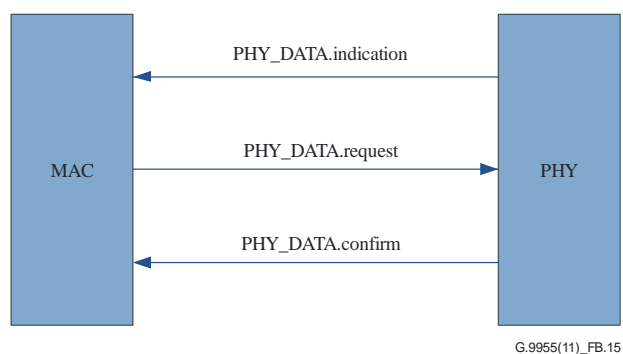 PHY_DATA.indication
PHY_DATA.request
MAC
PHY
PHY_DATA.confirm
G.9955(11)_FB.15